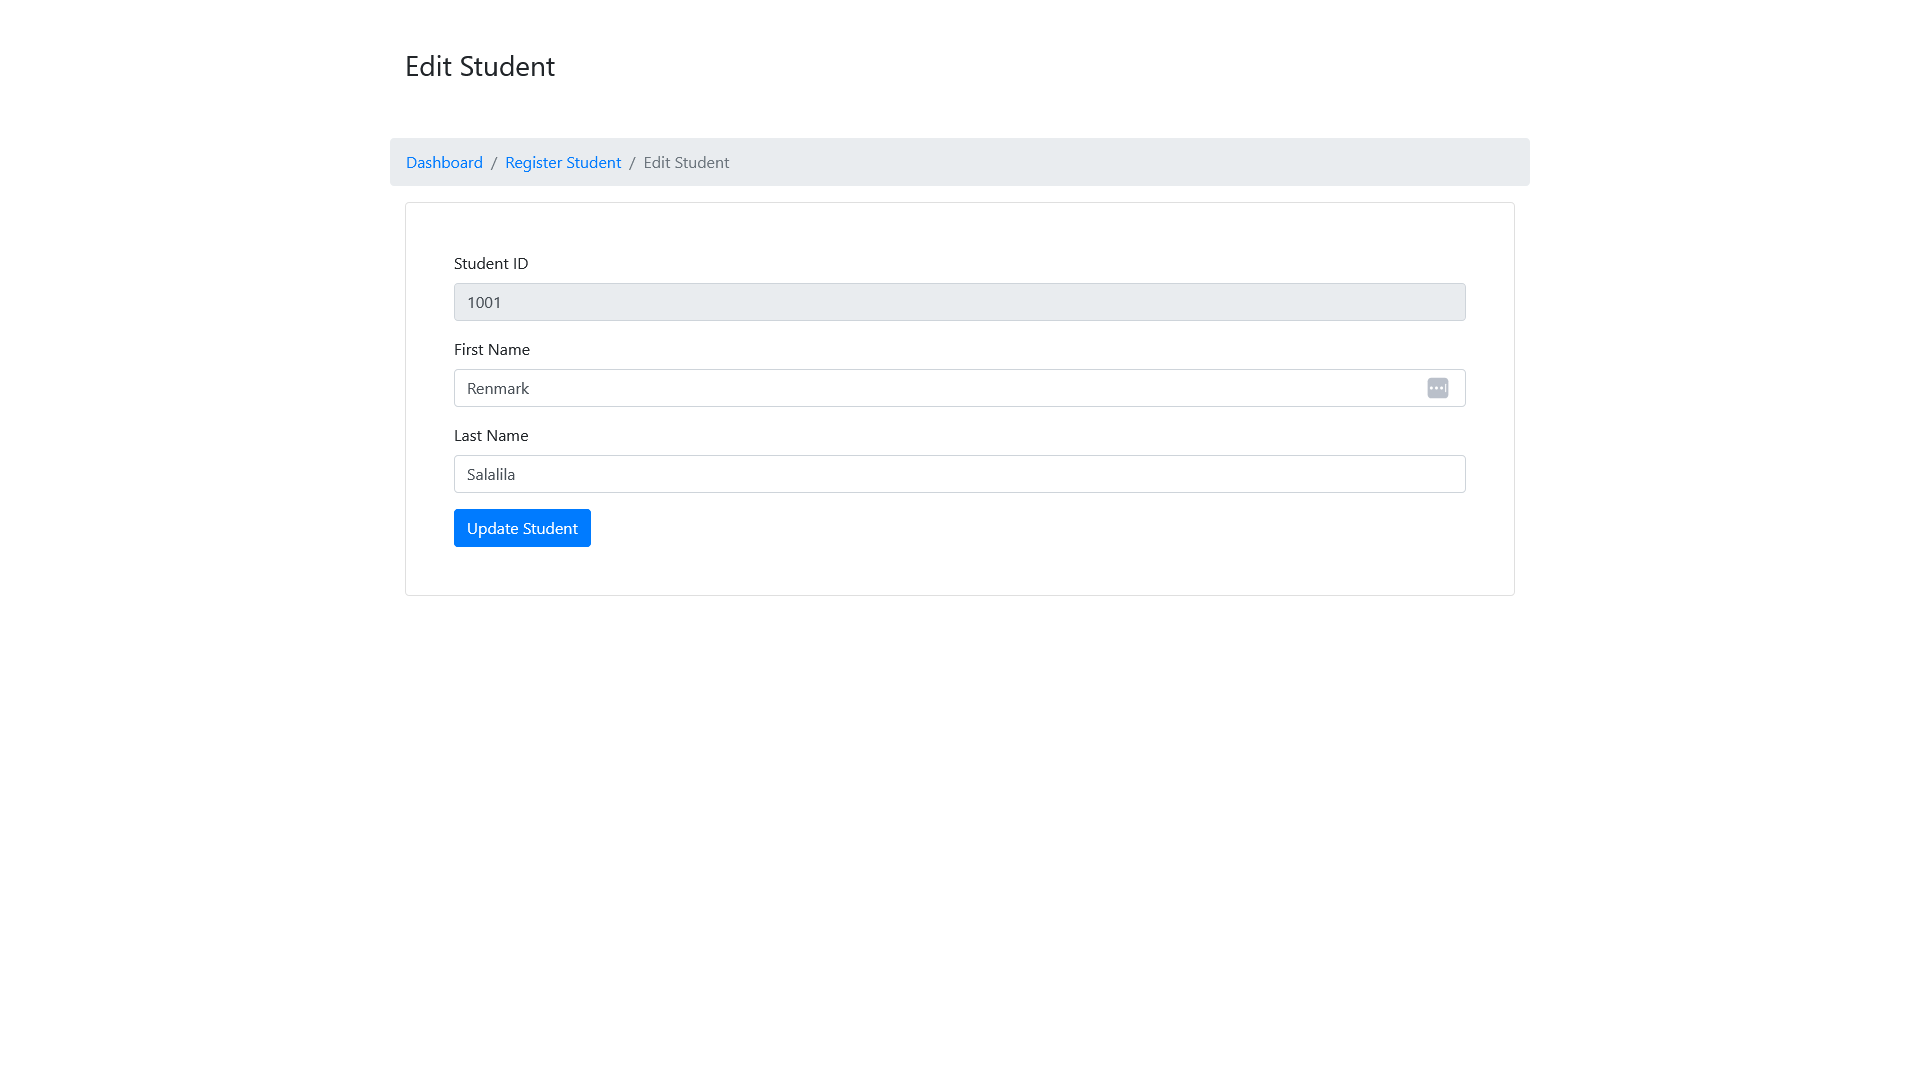 Edit Student
Dashboard / Register Student / Edit Student
Student ID
1001
First Name
Renmark
Last Name
Salalila
Update Student